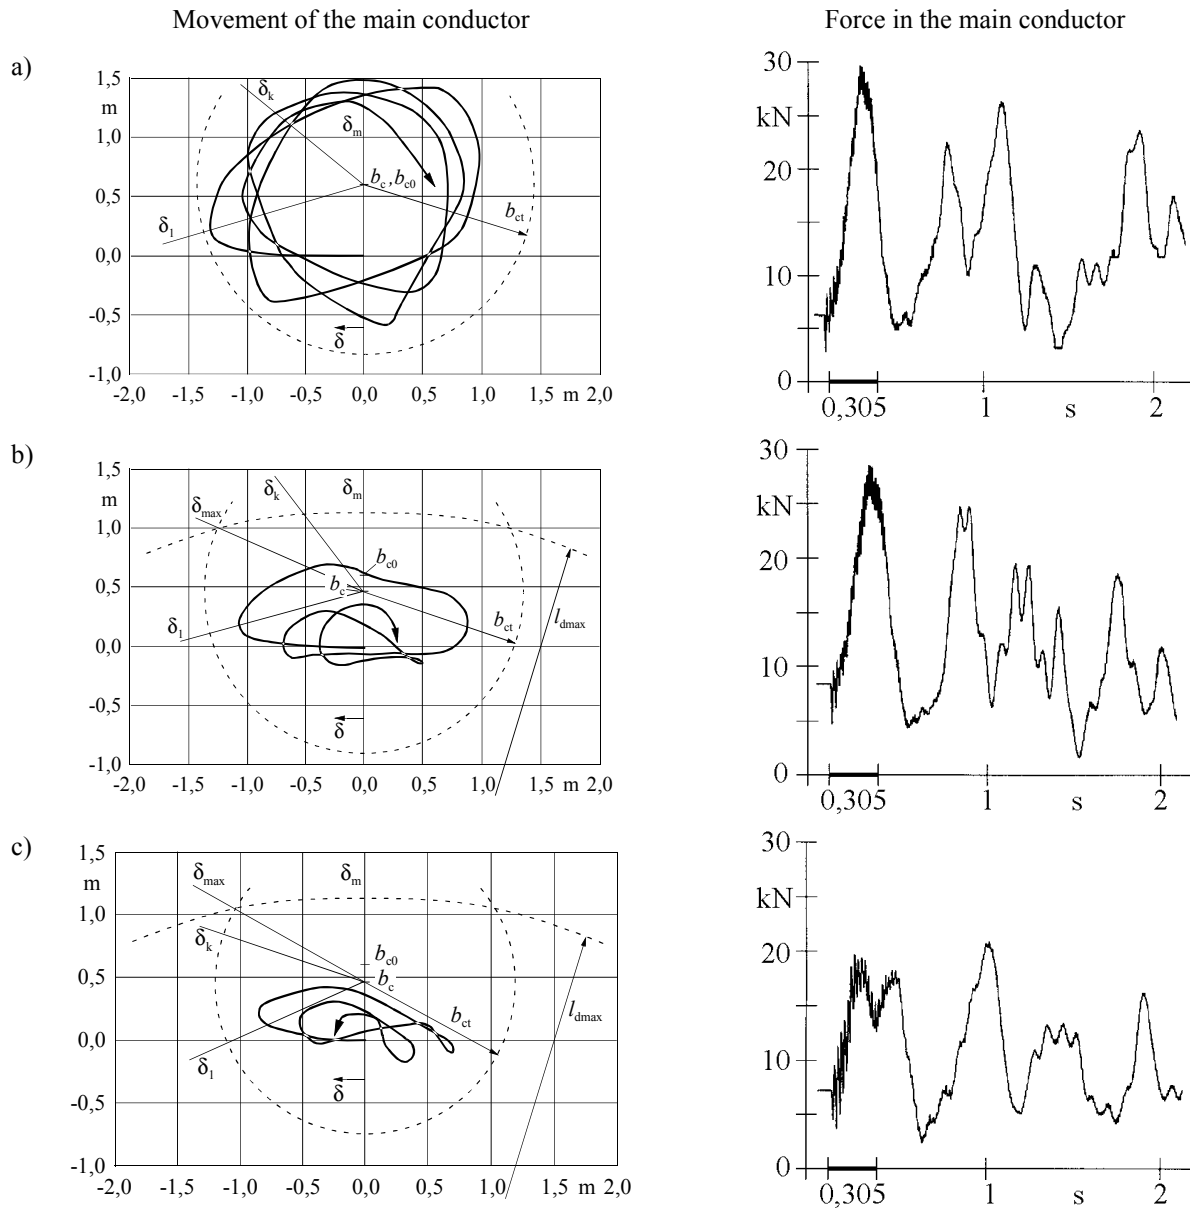 Movement of the main conductor
Force in the main conductor
a)
1,5
m
1,0
0,5
0,0
-0,5
-1,0
-2,0 -1,5 -1,0 -0,5 0,0 0,5 1,0 1,5 m 2,0
δk
δm
bc, bc0
bct
δ1
δ
30
kN
20
10
0
0,305 1 s 2
b)
1,5
m
1,0
0,5
0,0
-0,5
-1,0
-2,0 -1,5 -1,0 -0,5 0,0 0,5 1,0 1,5 m 2,0
δk
δm
δmax
bc0
bc
δ1
bct
ldmax
δ
30
kN
20
10
0
0,305 1 s 2
c)
1,5
m
1,0
0,5
0,0
-0,5
-1,0
-2,0 -1,5 -1,0 -0,5 0,0 0,5 1,0 1,5 m 2,0
δmax
δm
δk
bc0
bc
bct
ldmax
δ1
δ
30
kN
20
10
0
0,305 1 s 2